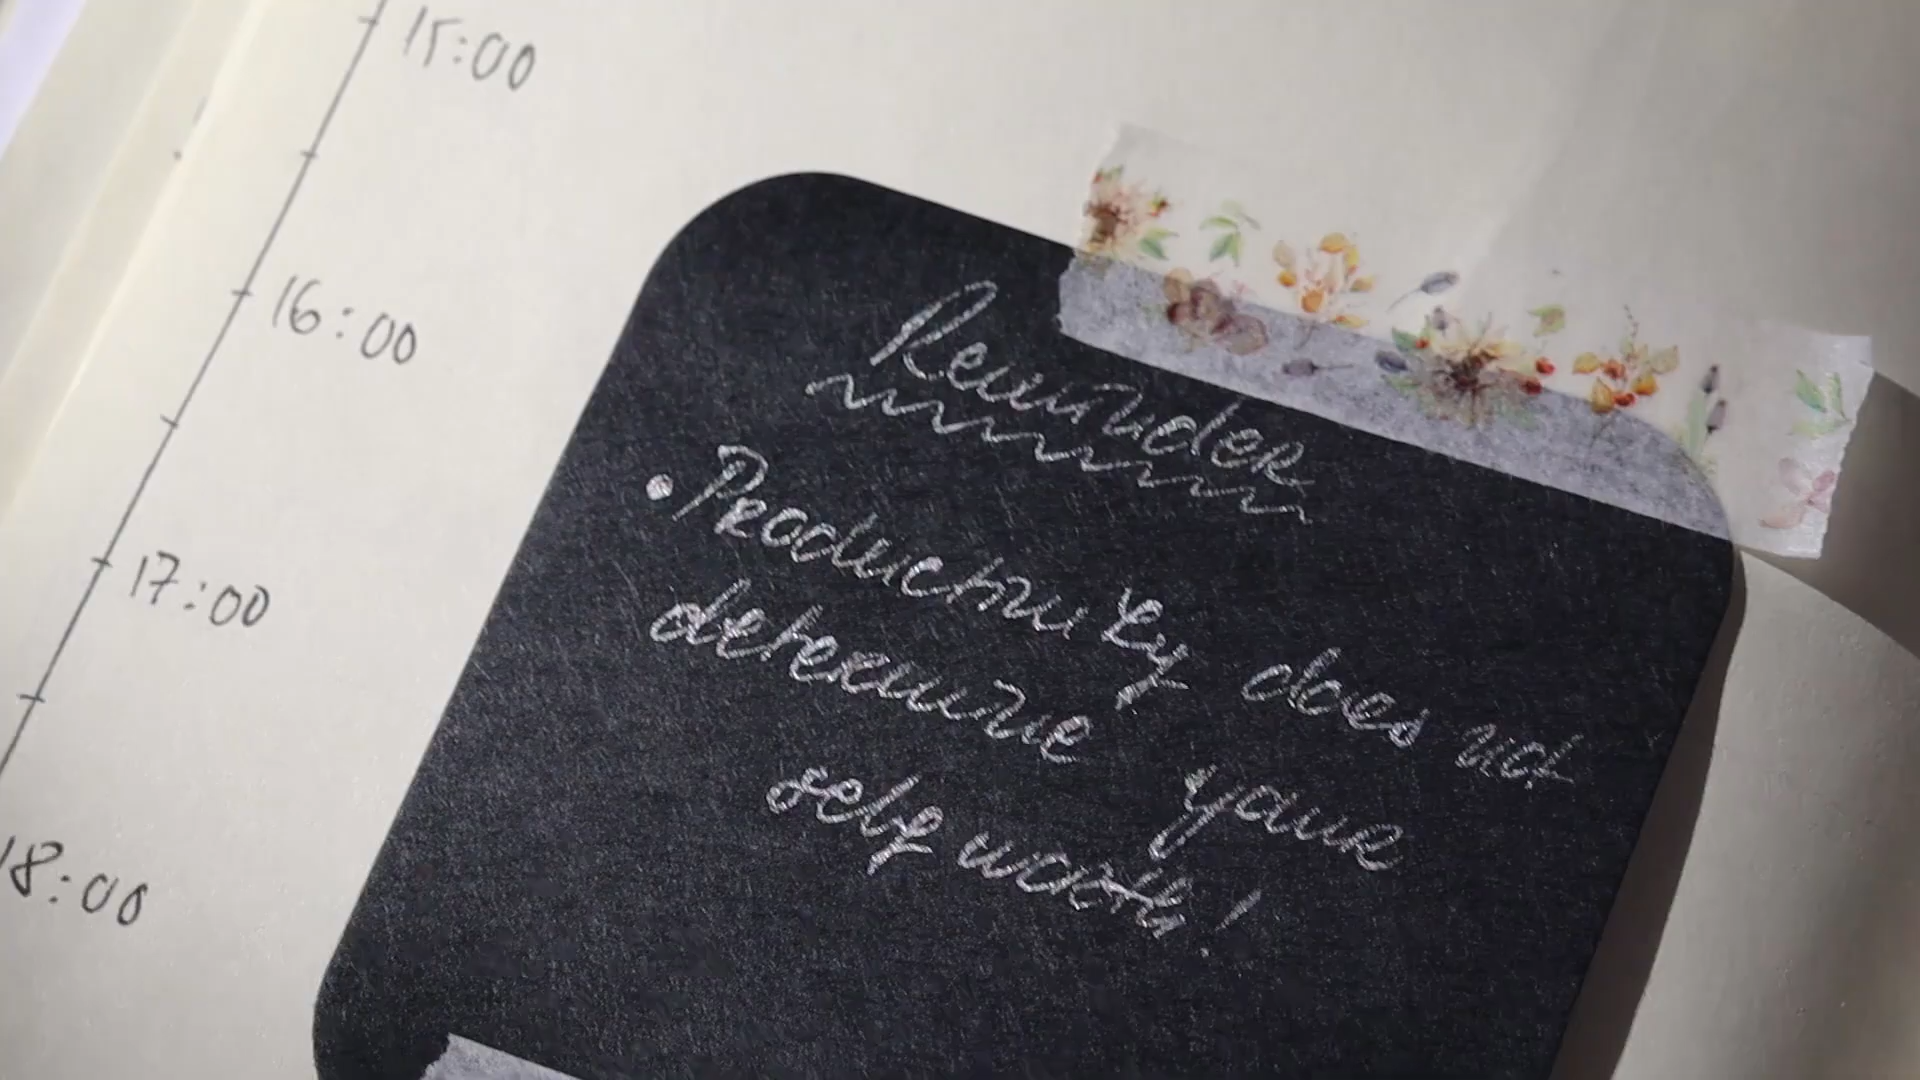 15:00
16:00
17:00
18:00
Reminder
• Productivity does not
determine your
self worth!